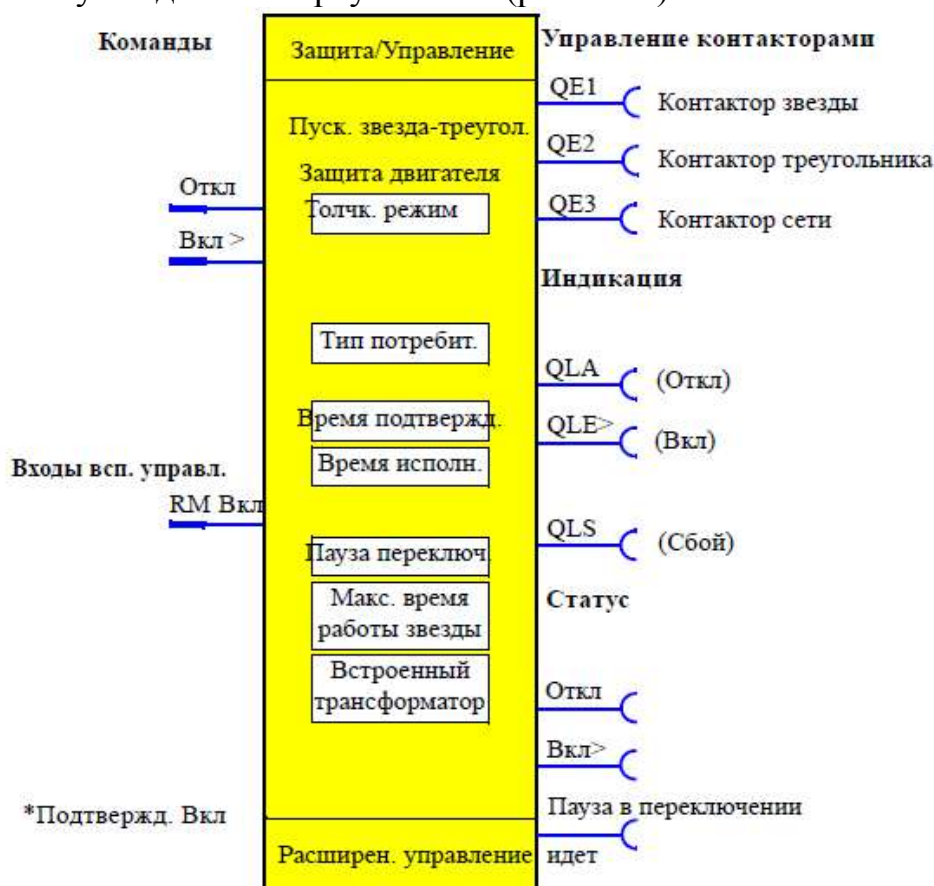 Команды
Защита/Управление
Управление контакторами
QE1
Контактор звезды
Пуск. звезда-треугол.
QE2
Контактор треугольника
Защита двигателя
Откл
Толчк. режим
QE3
Контактор сети
Вкл >
Индикация
Тип потребит.
QLA
(Откл)
Время подтвержд.
QLE>
(Вкл)
Входы всп. управл.
Время исполн.
RM Вкл
QLS
(Сбой)
Пауза переключ.
Макс. время
работы звезды
Статус
Встроенный
трансформатор
Откл
Вкл>
*Подтвержд. Вкл
Пауза в переключении
идет
Расширен. управление